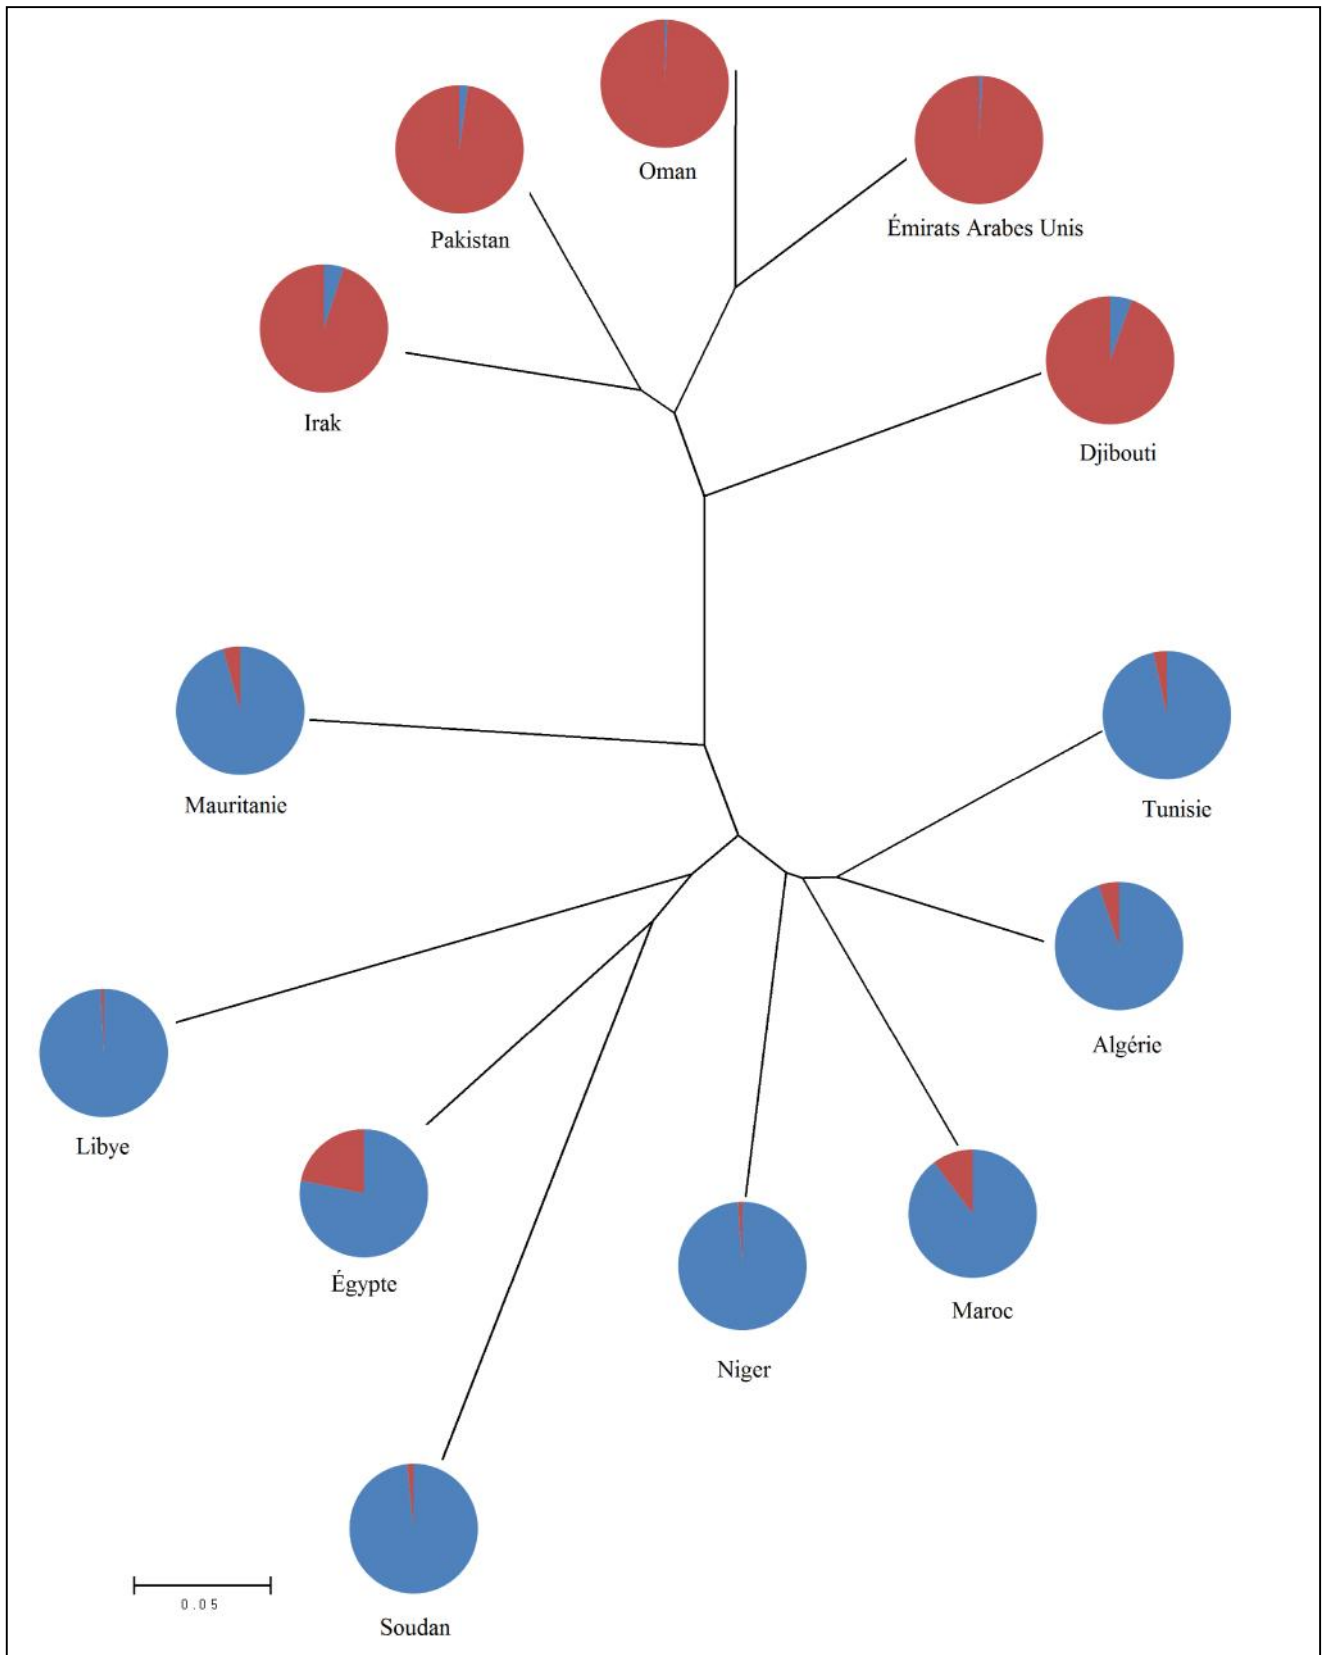 Oman
Émirats Arabes Unis
Pakistan
Irak
Djibouti
Mauritanie
Tunisie
Algérie
Libye
Égypte
Maroc
Niger
0.05
Soudan